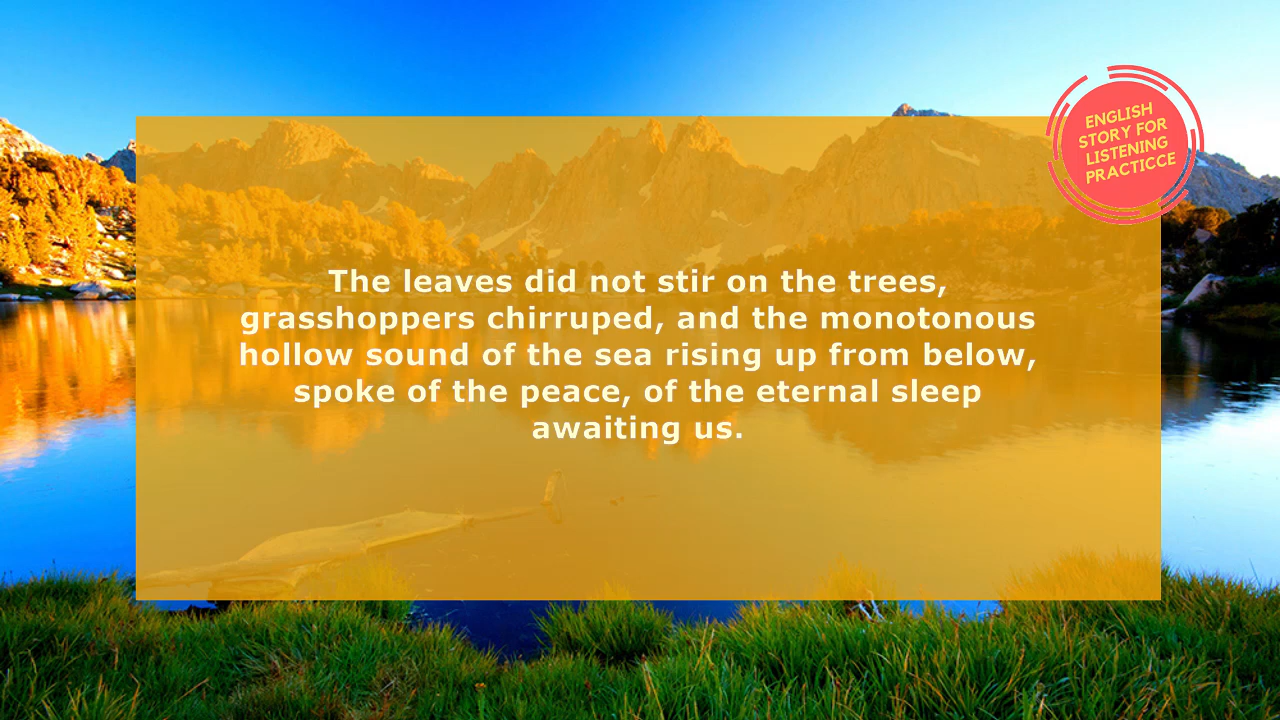 ENGLISH
STORY FOR
LISTENING
PRACTICCE
The leaves did not stir on the trees,
grasshoppers chirruped, and the monotonous
hollow sound of the sea rising up from below,
spoke of the peace, of the eternal sleep
awaiting us.